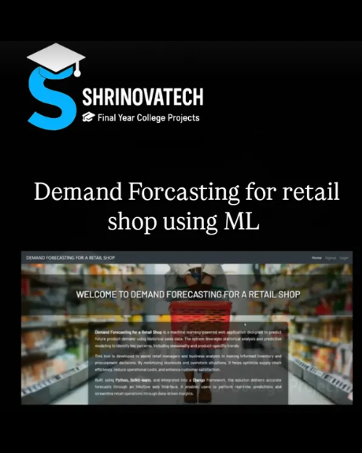 SHRINOVATECH
Final Year College Projects
Demand Forcasting for retail
shop using ML
DEMAND FORECASTING FOR A RETAIL SHOP
Home Signup Login
WELCOME TO DEMAND FORECASTING FOR A RETAIL SHOP
Demand Forecasting for a Retail Shop is a machine learning-powered web application designed to predict
future product demand using historical sales data. The system leverages statistical analysis and predictive
modeling to identify key patterns, including seasonality and product-specific trends.
This tool is developed to assist retail managers and business analysts in making informed inventory and
procurement decisions. By minimizing stockouts and overstock situations, it helps optimize supply chain
efficiency, reduce operational costs, and enhance customer satisfaction.
Built using Python, Scikit-learn, and integrated into a Django framework, the solution delivers accurate
forecasts through an intuitive web interface. It enables users to perform real-time predictions and
streamline retail operations through data-driven insights.